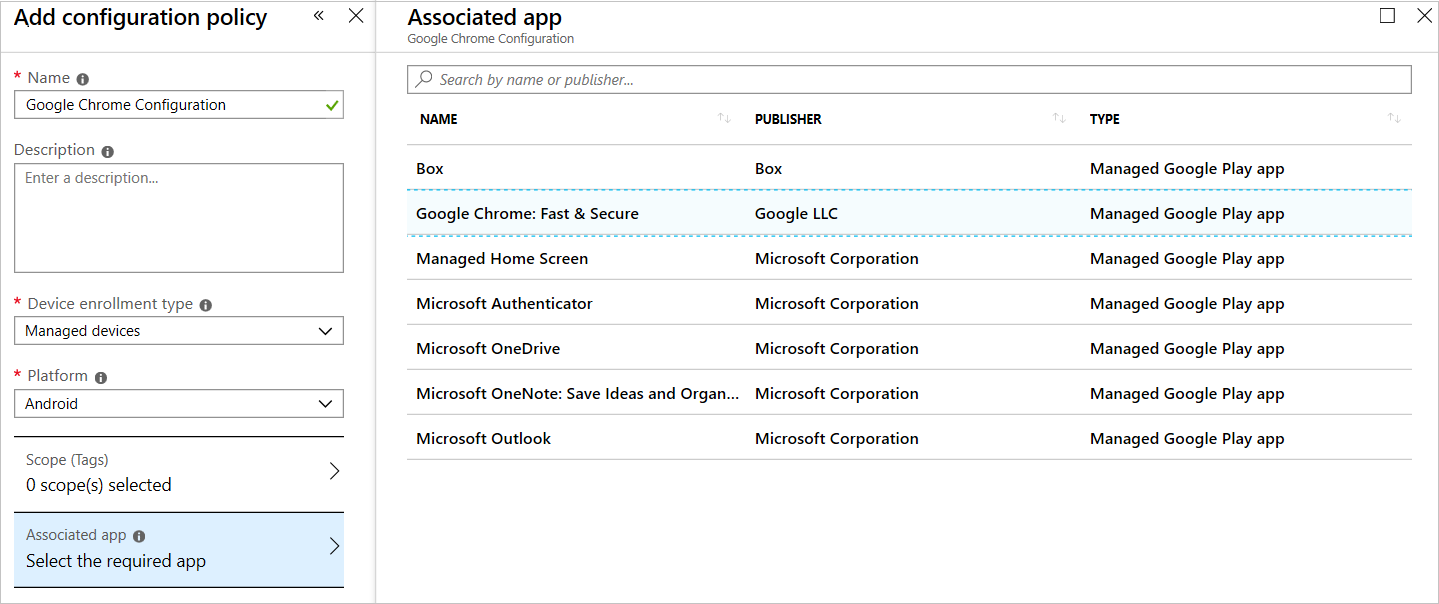 Add configuration policy
* Name
Google Chrome Configuration
Description
Enter a description...
* Device enrollment type
Managed devices
* Platform
Android
Scope (Tags)
0 scope(s) selected
Associated app
Select the required app
Associated app
Google Chrome Configuration
Search by name or publisher...
NAME PUBLISHER TYPE
Box Box Managed Google Play app
Google Chrome: Fast & Secure Google LLC Managed Google Play app
Managed Home Screen Microsoft Corporation Managed Google Play app
Microsoft Authenticator Microsoft Corporation Managed Google Play app
Microsoft OneDrive Microsoft Corporation Managed Google Play app
Microsoft OneNote: Save Ideas and Organ... Microsoft Corporation Managed Google Play app
Microsoft Outlook Microsoft Corporation Managed Google Play app